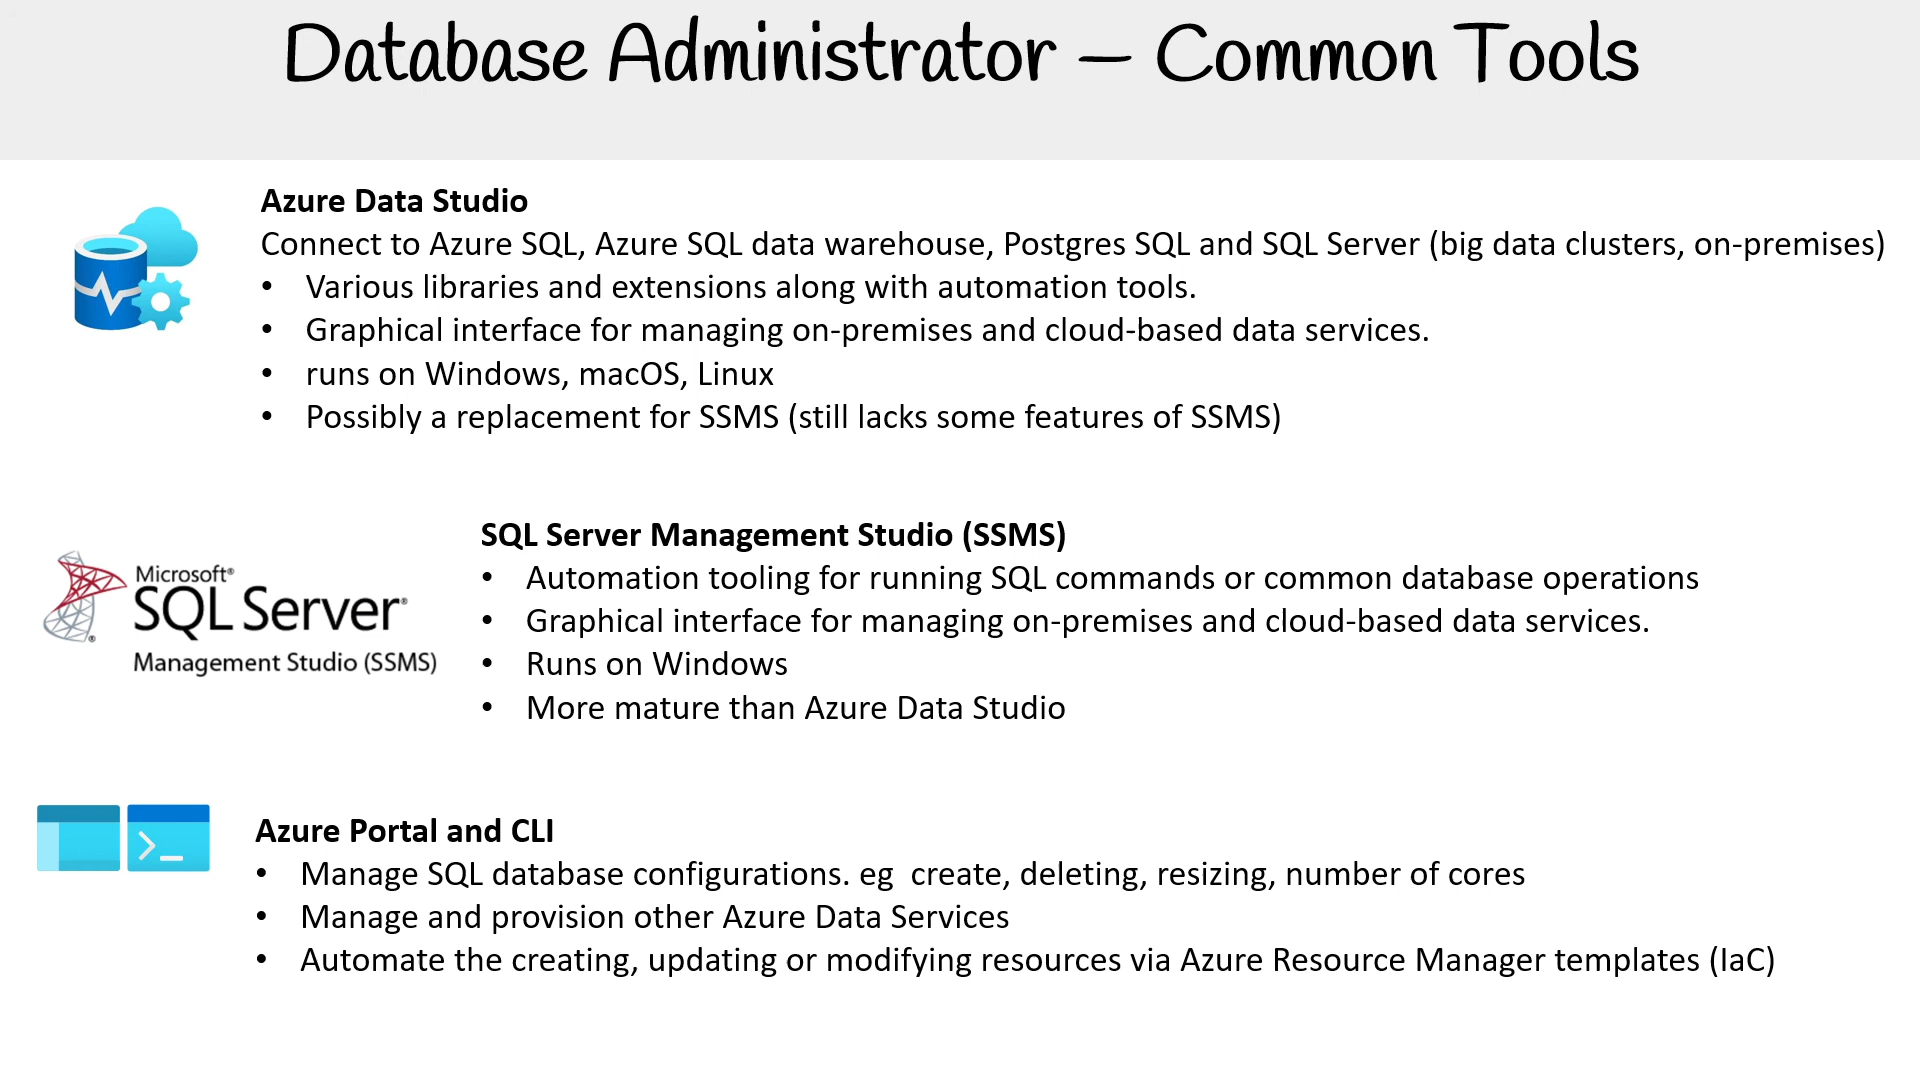 Database Administrator – Common Tools
Azure Data Studio
Connect to Azure SQL, Azure SQL data warehouse, Postgres SQL and SQL Server (big data clusters, on-premises)
• Various libraries and extensions along with automation tools.
• Graphical interface for managing on-premises and cloud-based data services.
• runs on Windows, macOS, Linux
• Possibly a replacement for SSMS (still lacks some features of SSMS)
Microsoft®
SQL Server®
Management Studio (SSMS)
SQL Server Management Studio (SSMS)
• Automation tooling for running SQL commands or common database operations
• Graphical interface for managing on-premises and cloud-based data services.
• Runs on Windows
• More mature than Azure Data Studio
Azure Portal and CLI
• Manage SQL database configurations. eg  create, deleting, resizing, number of cores
• Manage and provision other Azure Data Services
• Automate the creating, updating or modifying resources via Azure Resource Manager templates (IaC)